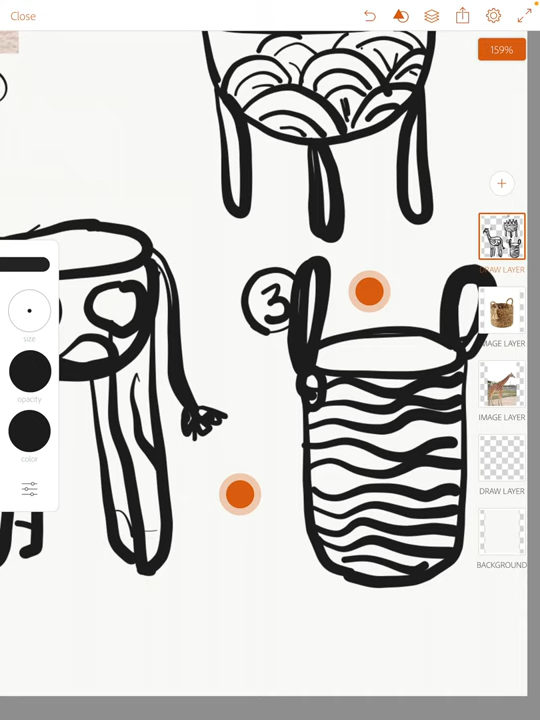 Close
159%
DRAW LAYER
3
IMAGE LAYER
size
IMAGE LAYER
opacity
color
DRAW LAYER
BACKGROUND